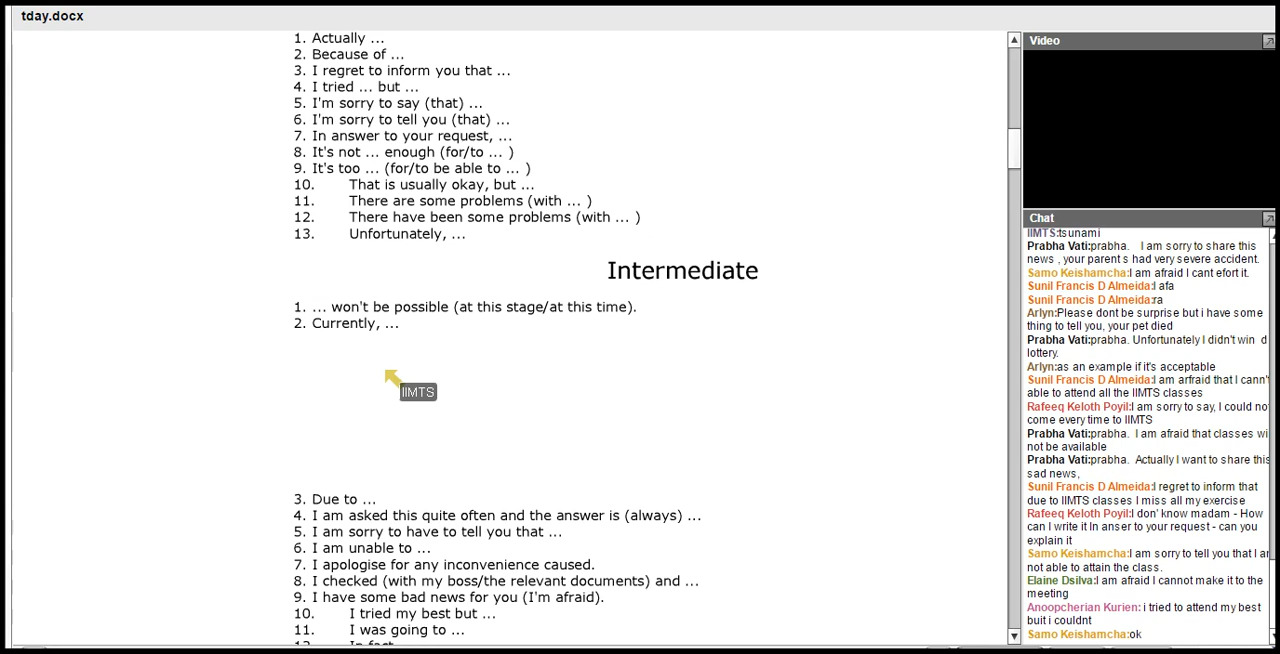 tday.docx
1. Actually ...
2. Because of ...
3. I regret to inform you that ...
4. I tried ... but ...
5. I'm sorry to say (that) ...
6. I'm sorry to tell you (that) ...
7. In answer to your request, ...
8. It's not ... enough (for/to ... )
9. It's too ... (for/to be able to ... )
10. That is usually okay, but ...
11. There are some problems (with ... )
12. There have been some problems (with ... )
13. Unfortunately, ...
Intermediate
1. ... won't be possible (at this stage/at this time).
2. Currently, ...
IIMTS
3. Due to ...
4. I am asked this quite often and the answer is (always) ...
5. I am sorry to have to tell you that ...
6. I am unable to ...
7. I apologise for any inconvenience caused.
8. I checked (with my boss/the relevant documents) and ...
9. I have some bad news for you (I'm afraid).
10. I tried my best but ...
11. I was going to ...
12. In fact
Video
Chat
IIMTS:tsunami
Prabha Vati:prabha. I am sorry to share this
news , your parent s had very severe accident.
Samo Keishamcha:I am afraid I cant efort it.
Sunil Francis D Almeida:I afa
Sunil Francis D Almeida:ra
Arlyn:Please dont be surprise but i have some
thing to tell you, your pet died
Prabha Vati:prabha. Unfortunately I didn't win d
lottery.
Arlyn:as an example if it's acceptable
Sunil Francis D Almeida:I am arfraid that I cann't
able to attend all the IIMTS classes
Rafeeq Keloth Poyil:I am sorry to say, I could no
come every time to IIMTS
Prabha Vati:prabha. I am afraid that classes wi
not be available
Prabha Vati:prabha. Actually I want to share this
sad news,
Sunil Francis D Almeida:I regret to inform that
due to IIMTS classes I miss all my exercise
Rafeeq Keloth Poyil:I don' know madam - How
can I write it In anser to your request - can you
explain it
Samo Keishamcha:I am sorry to tell you that I ar
not able to attain the class.
Elaine Dsilva:I am afraid I cannot make it to the
meeting
Anoopcherian Kurien: i tried to attend my best
buit i couldnt
Samo Keishamcha:ok